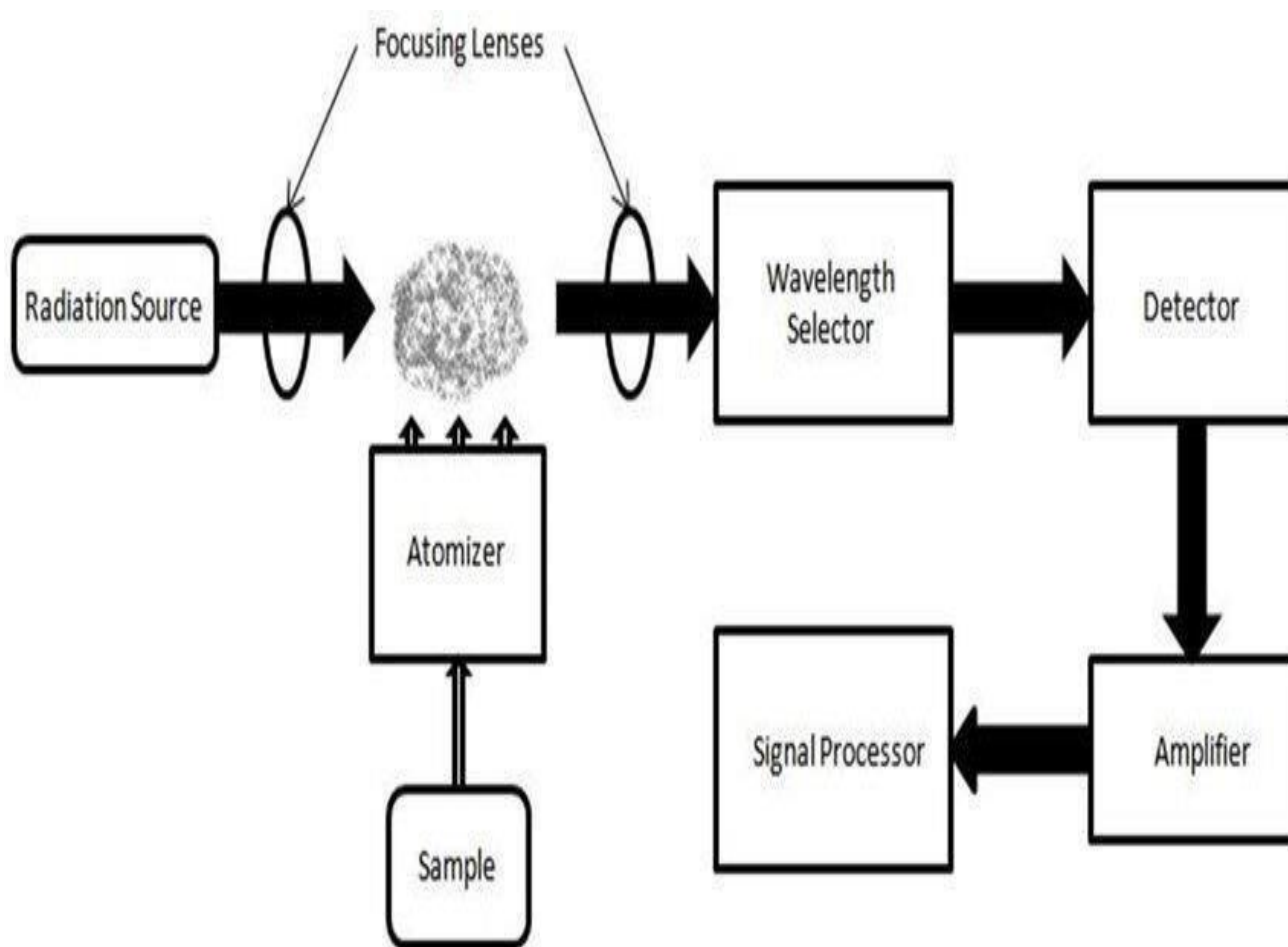 Focusing Lenses
Radiation Source
Wavelength
Selector
Detector
Atomizer
Signal Processor
Amplifier
Sample